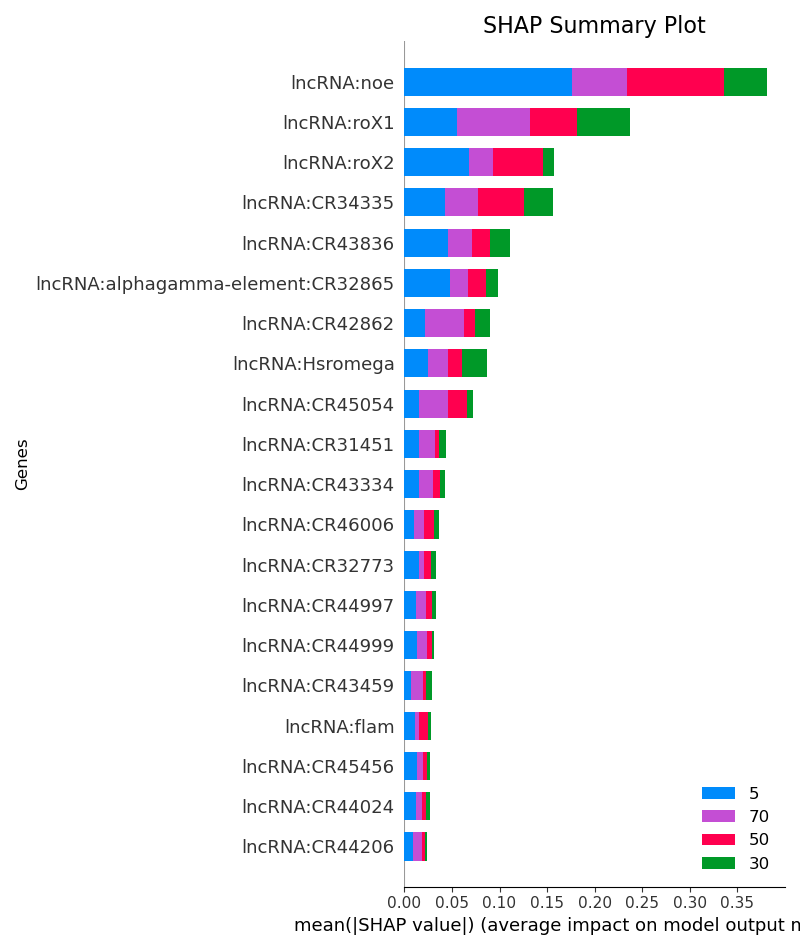 SHAP Summary Plot
lncRNA:noe
lncRNA:roX1
lncRNA:roX2
lncRNA:CR34335
lncRNA:CR43836
lncRNA:alphagamma-element:CR32865
lncRNA:CR42862
lncRNA:Hsromega
lncRNA:CR45054
lncRNA:CR31451
lncRNA:CR43334
lncRNA:CR46006
lncRNA:CR32773
lncRNA:CR44997
lncRNA:CR44999
lncRNA:CR43459
lncRNA:flam
lncRNA:CR45456
lncRNA:CR44024
lncRNA:CR44206
Genes
5
70
50
30
0.00 0.05 0.10 0.15 0.20 0.25 0.30 0.35
mean(|SHAP value|) (average impact on model output